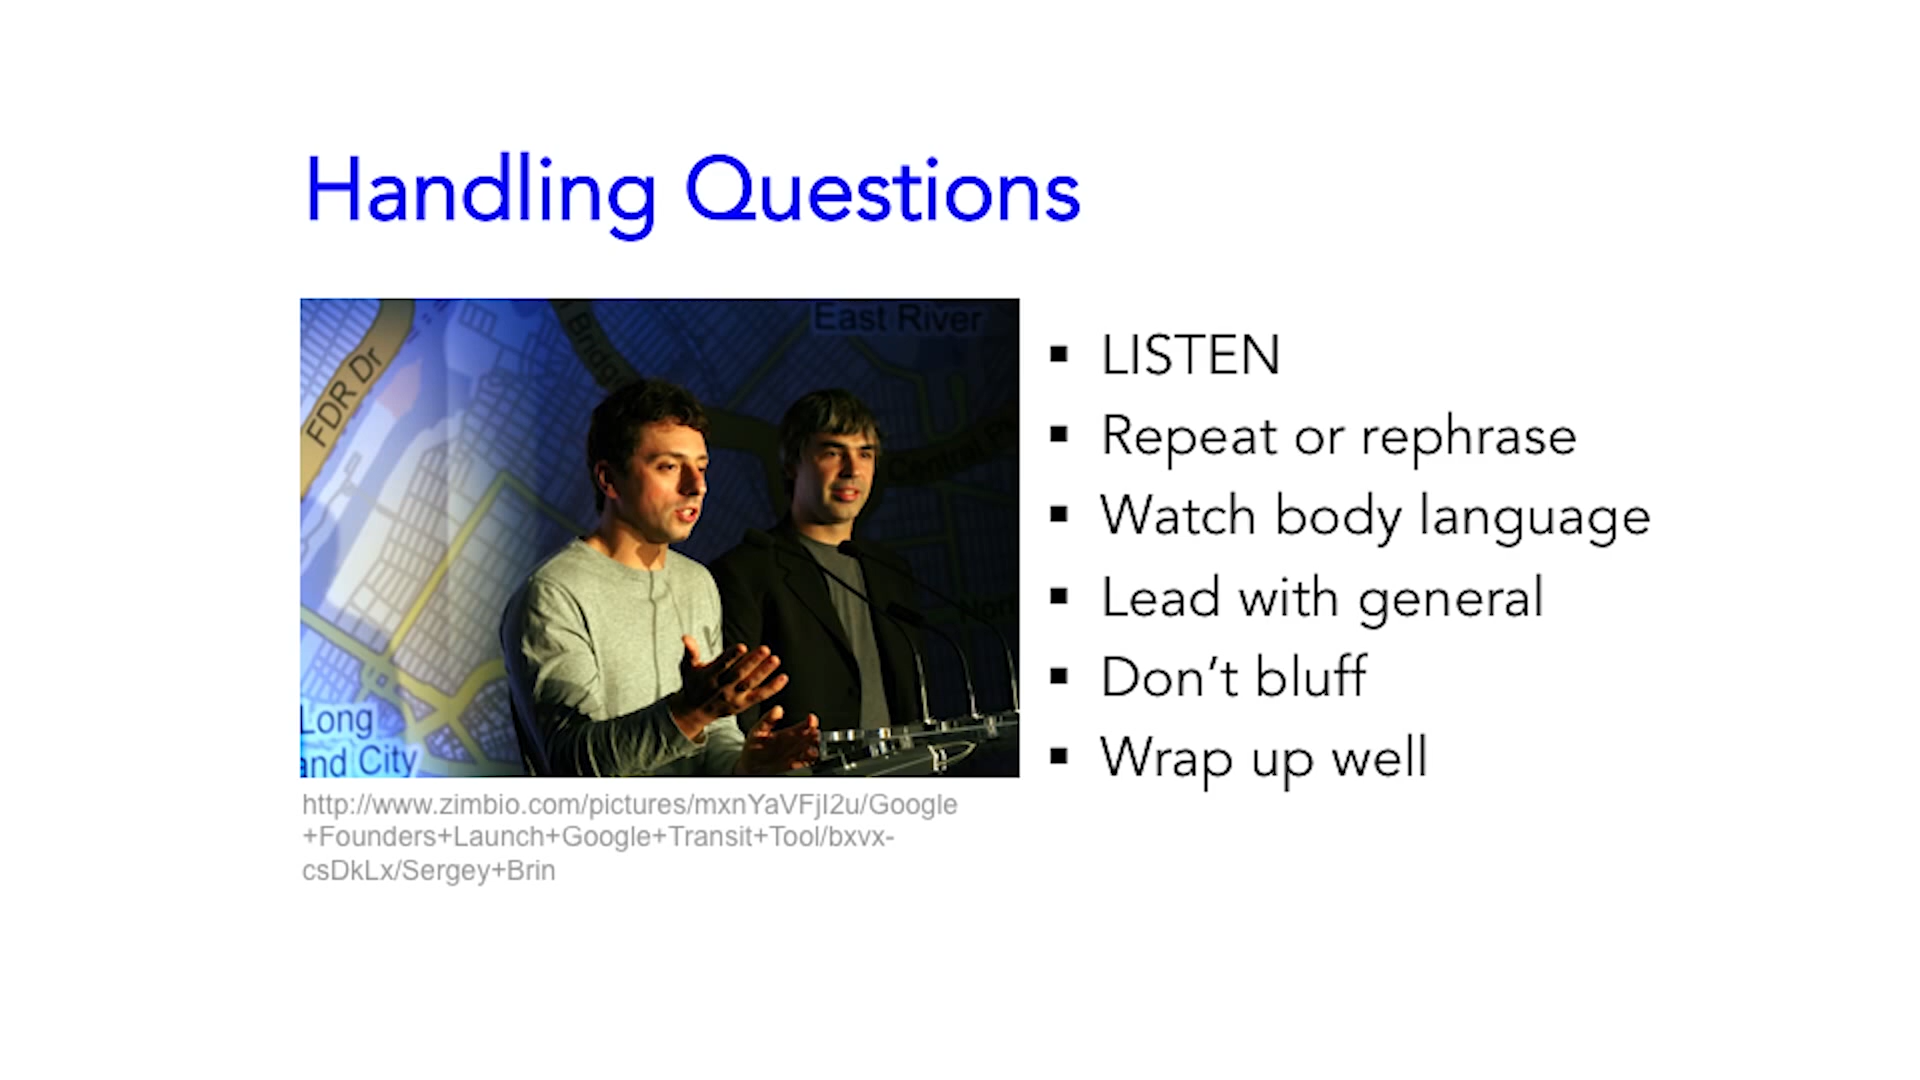 Handling Questions
East River
FDR Dr
Bridge
Central P
Long
and City
http://www.zimbio.com/pictures/mxnYaVFjI2u/Google
+Founders+Launch+Google+Transit+Tool/bxvx-
csDkLx/Sergey+Brin
▪ LISTEN
▪ Repeat or rephrase
▪ Watch body language
▪ Lead with general
▪ Don’t bluff
▪ Wrap up well